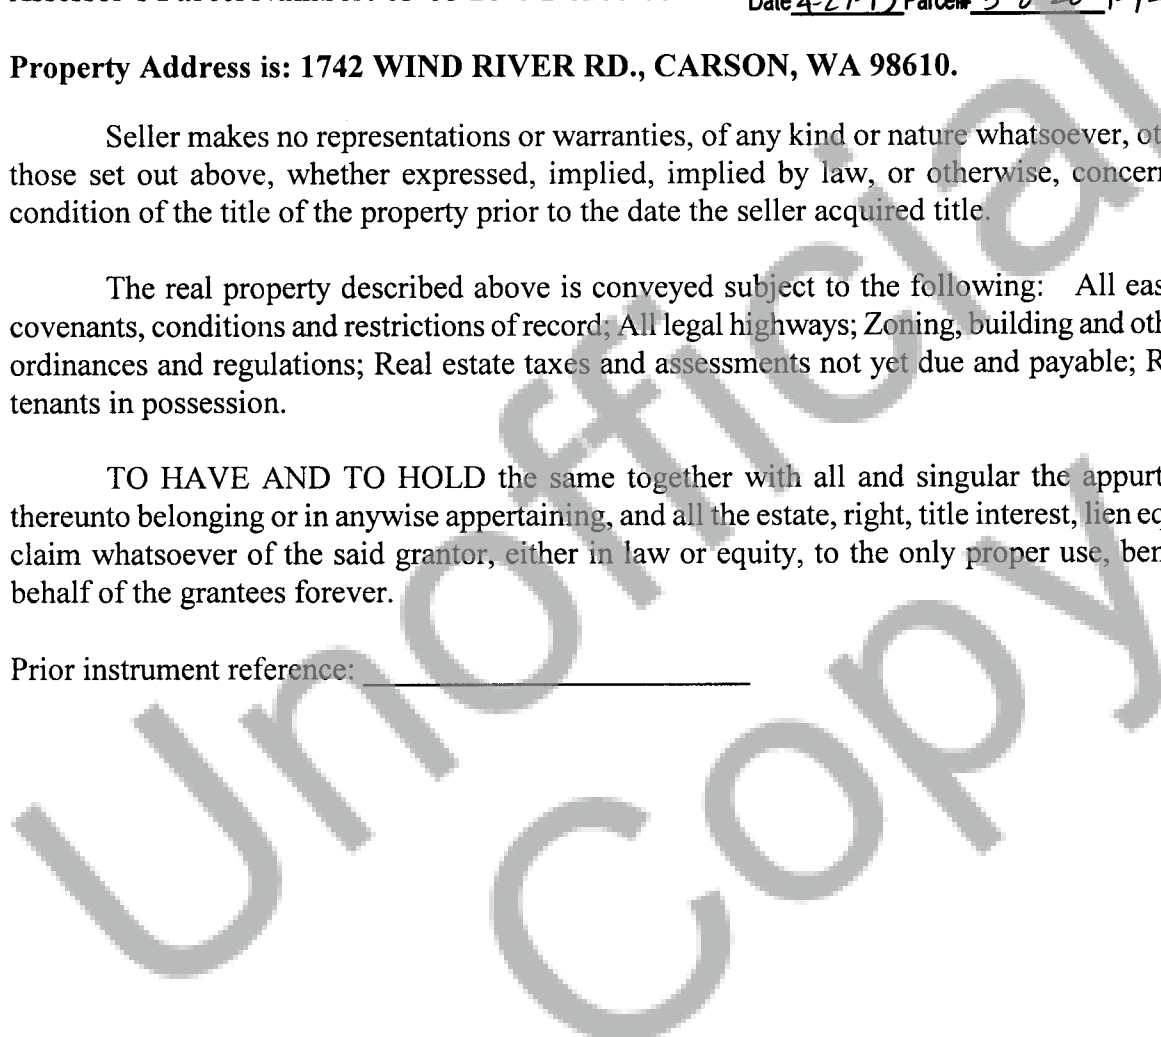 Date Parcel#
Property Address is: 1742 WIND RIVER RD., CARSON, WA 98610.
Seller makes no representations or warranties, of any kind or nature whatsoever, ot
those set out above, whether expressed, implied, implied by law, or otherwise, concern
condition of the title of the property prior to the date the seller acquired title.
The real property described above is conveyed subject to the following: All eas
covenants, conditions and restrictions of record; All legal highways; Zoning, building and oth
ordinances and regulations; Real estate taxes and assessments not yet due and payable; R
tenants in possession.
TO HAVE AND TO HOLD the same together with all and singular the appurt
thereunto belonging or in anywise appertaining, and all the estate, right, title interest, lien eq
claim whatsoever of the said grantor, either in law or equity, to the only proper use, ben
behalf of the grantees forever.
Prior instrument reference:
Unofficial
Copy